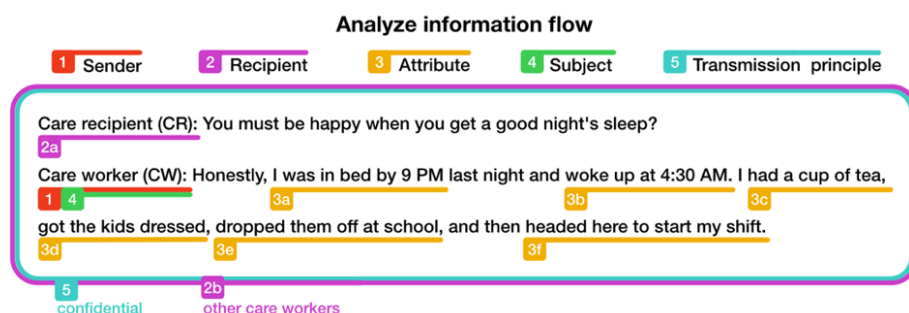 Analyze information flow
1 Sender 2 Recipient 3 Attribute 4 Subject 5 Transmission principle
Care recipient (CR): You must be happy when you get a good night's sleep?
2a
Care worker (CW): Honestly, I was in bed by 9 PM last night and woke up at 4:30 AM. I had a cup of tea,
1 4 3a 3b 3c
got the kids dressed, dropped them off at school, and then headed here to start my shift.
3d 3e 3f
5 2b
confidential other care workers